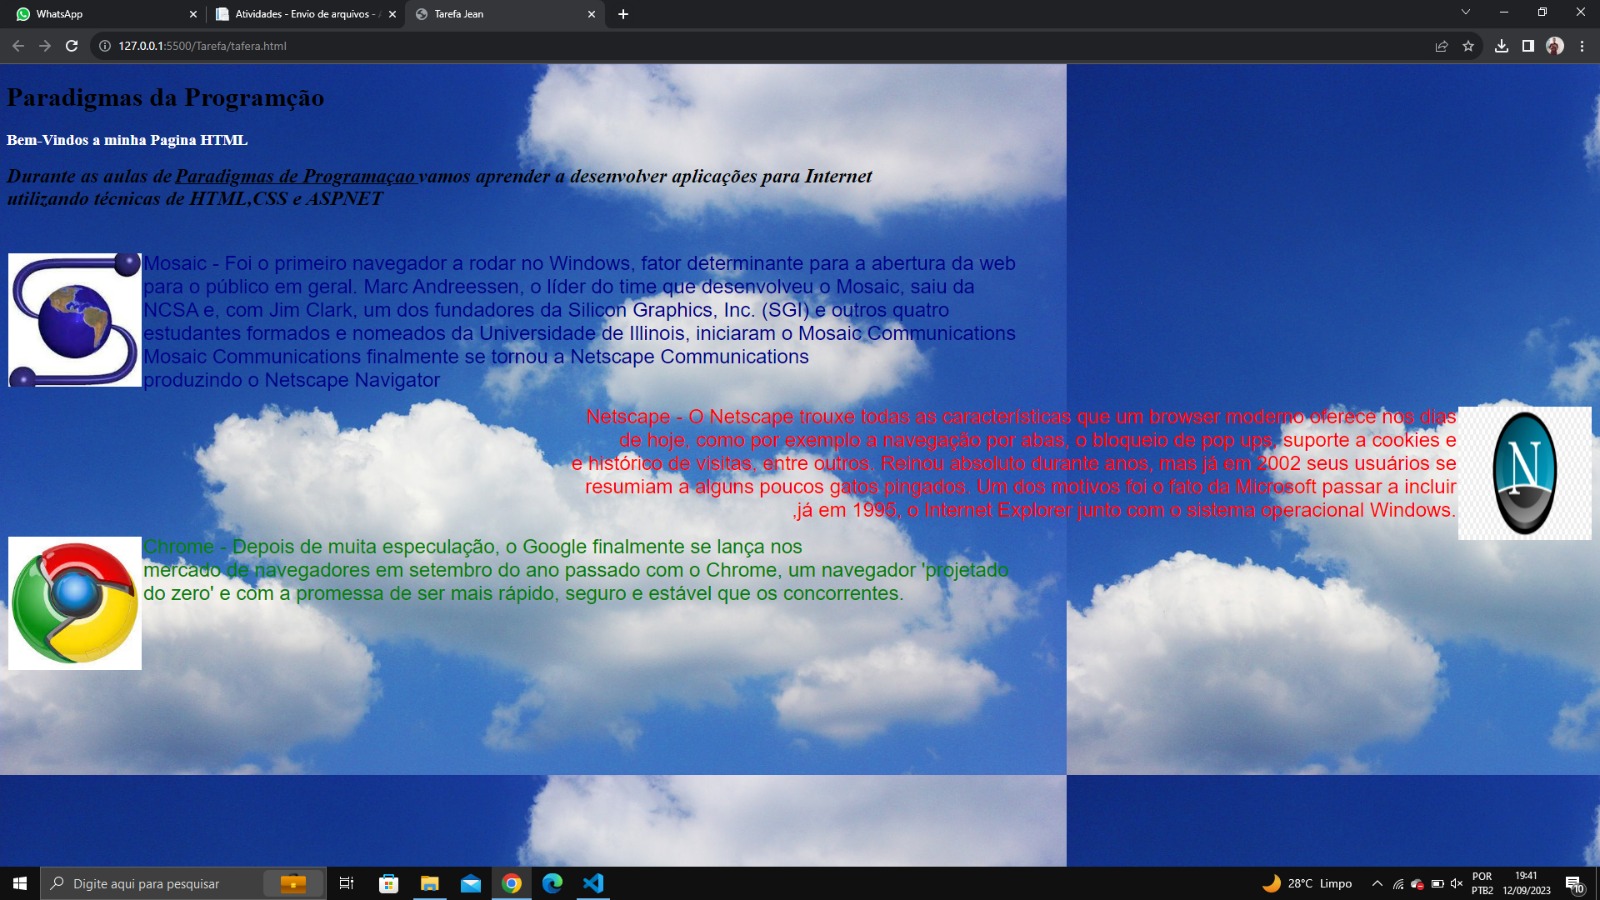 WhatsApp
Atividades - Envio de arquivos -
Tarefa Jean
127.0.0.1:5500/Tarefa/tafera.html
Paradigmas da Programção
Bem-Vindos a minha Pagina HTML
Durante as aulas de Paradigmas de Programaçao vamos aprender a desenvolver aplicações para Internet
utilizando técnicas de HTML,CSS e ASPNET
Mosaic - Foi o primeiro navegador a rodar no Windows, fator determinante para a abertura da web
para o público em geral. Marc Andreessen, o líder do time que desenvolveu o Mosaic, saiu da
NCSA e, com Jim Clark, um dos fundadores da Silicon Graphics, Inc. (SGI) e outros quatro
estudantes formados e nomeados da Universidade de Illinois, iniciaram o Mosaic Communications
Mosaic Communications finalmente se tornou a Netscape Communications
produzindo o Netscape Navigator
Netscape - O Netscape trouxe todas as características que um browser moderno oferece nos dias
de hoje, como por exemplo a navegação por abas, o bloqueio de pop ups, suporte a cookies e
e histórico de visitas, entre outros. Reinou absoluto durante anos, mas já em 2002 seus usuários se
resumiam a alguns poucos gatos pingados. Um dos motivos foi o fato da Microsoft passar a incluir
,já em 1995, o Internet Explorer junto com o sistema operacional Windows.
N
Chrome - Depois de muita especulação, o Google finalmente se lança nos
mercado de navegadores em setembro do ano passado com o Chrome, um navegador 'projetado
do zero' e com a promessa de ser mais rápido, seguro e estável que os concorrentes.
Digite aqui para pesquisar
28°C Limpo
POR
PTB2
19:41
12/09/2023
10